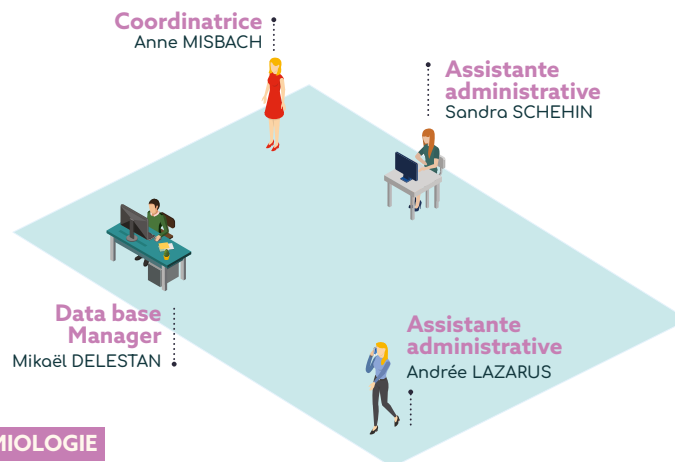 Coordinatrice
Anne MISBACH
Assistante
administrative
Sandra SCHEHIN
Data base
Manager
Mikaël DELESTAN
Assistante
administrative
Andrée LAZARUS
MIOLOGIE